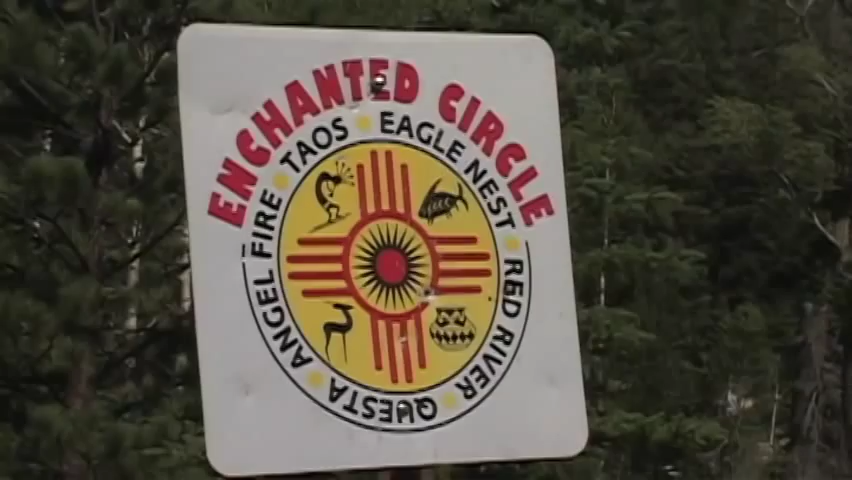 ENCHANTED CIRCLE
TAOS
EAGLE NEST
RED RIVER
QUESTA
ANGEL FIRE